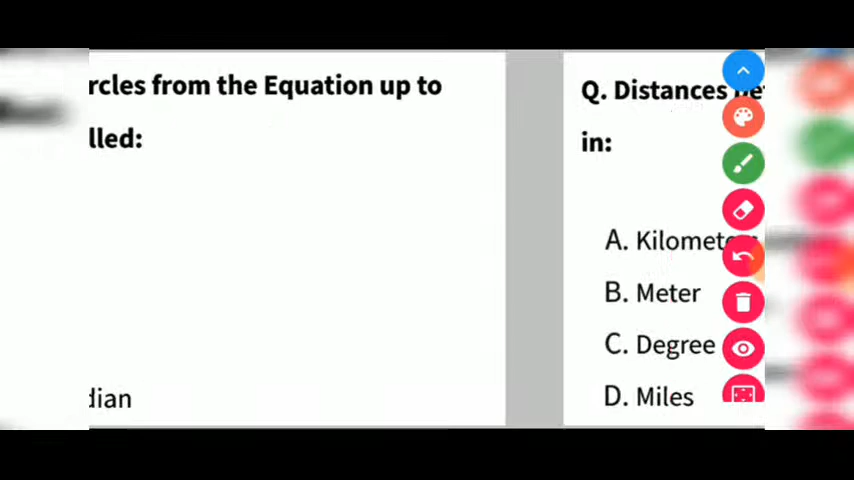 rcles from the Equation up to
lled:
dian
Q. Distances
in:
A. Kilomet
B. Meter
C. Degree
D. Miles